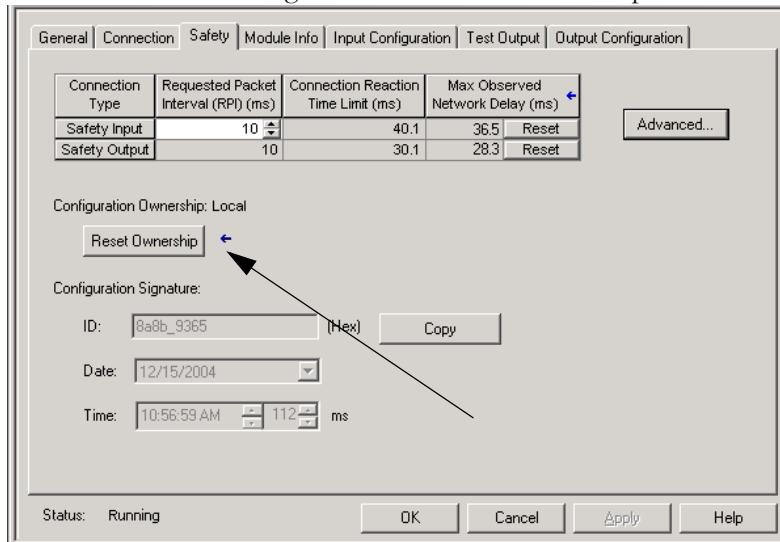 General Connection Safety Module Info Input Configuration Test Output Output Configuration
Connection Type Requested Packet Interval (RPI) (ms) Connection Reaction Time Limit (ms) Max Observed Network Delay (ms)
Safety Input 10 40.1 36.5 Reset
Safety Output 10 30.1 28.3 Reset
Advanced...
Configuration Ownership: Local
Reset Ownership
Configuration Signature:
ID: 8a8b_9365 (Hex) Copy
Date: 12/15/2004
Time: 10:56:59 AM 112 ms
Status: Running OK Cancel Apply Help